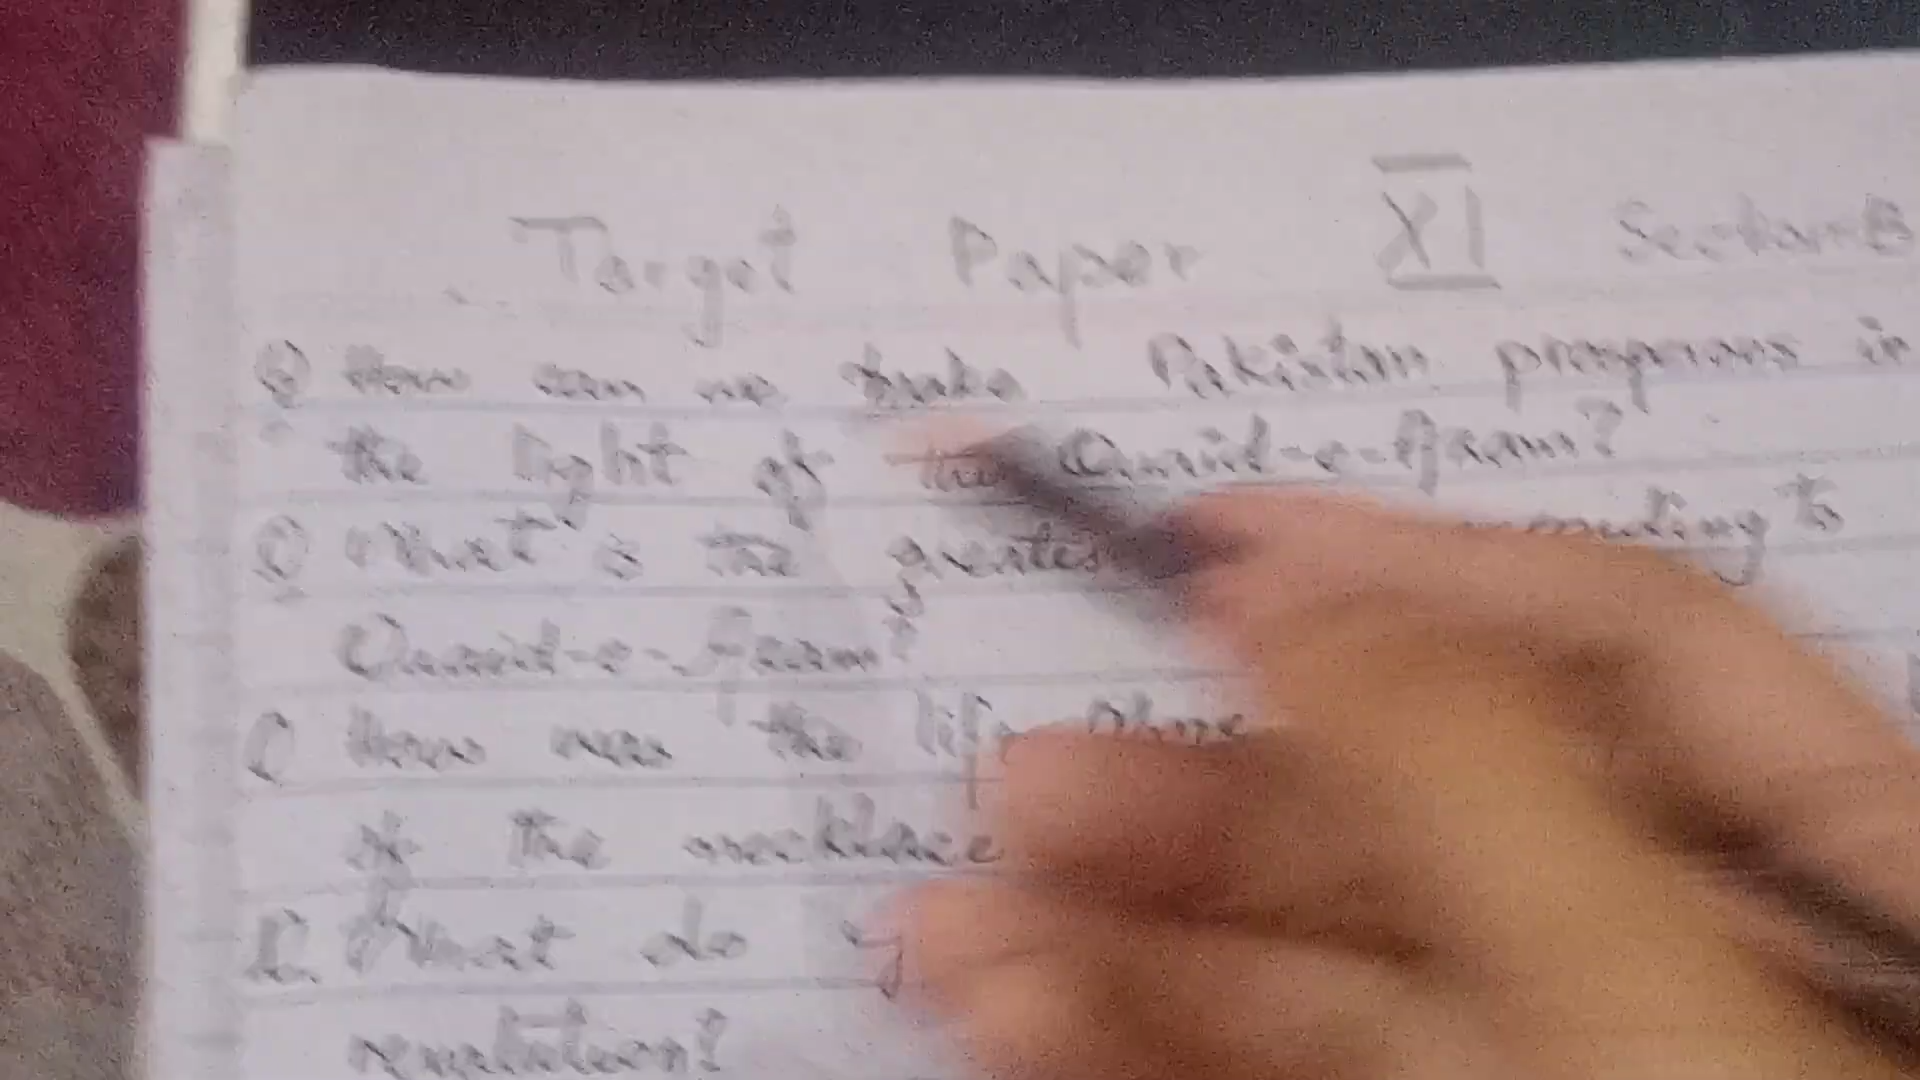 Target Paper XI Section B
Q How can we make Pakistan progress in
the light of the Quaid-e-Azam?
Q What is the greatest
Quaid-e-Azam?
Q How was the life
of the necklace
Q What do y
revolution?